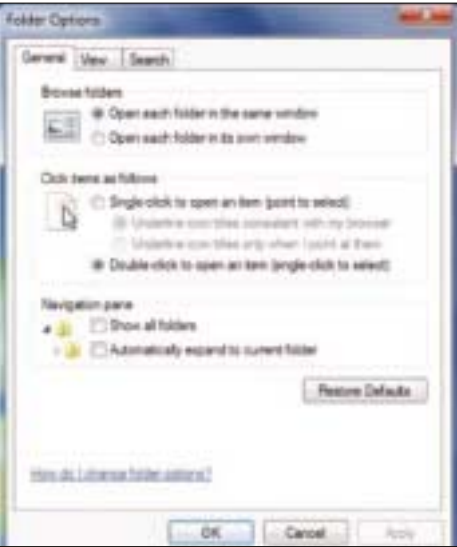 Folder Options
General View Search
Browse folders
Open each folder in the same window
Open each folder in its own window
Click items as follows
Single-click to open an item (point to select)
Underline icon titles consistent with my browser
Underline icon titles only when I point at them
Double-click to open an item (single-click to select)
Navigation pane
Show all folders
Automatically expand to current folder
Restore Defaults
How do I change folder options?
OK Cancel Apply